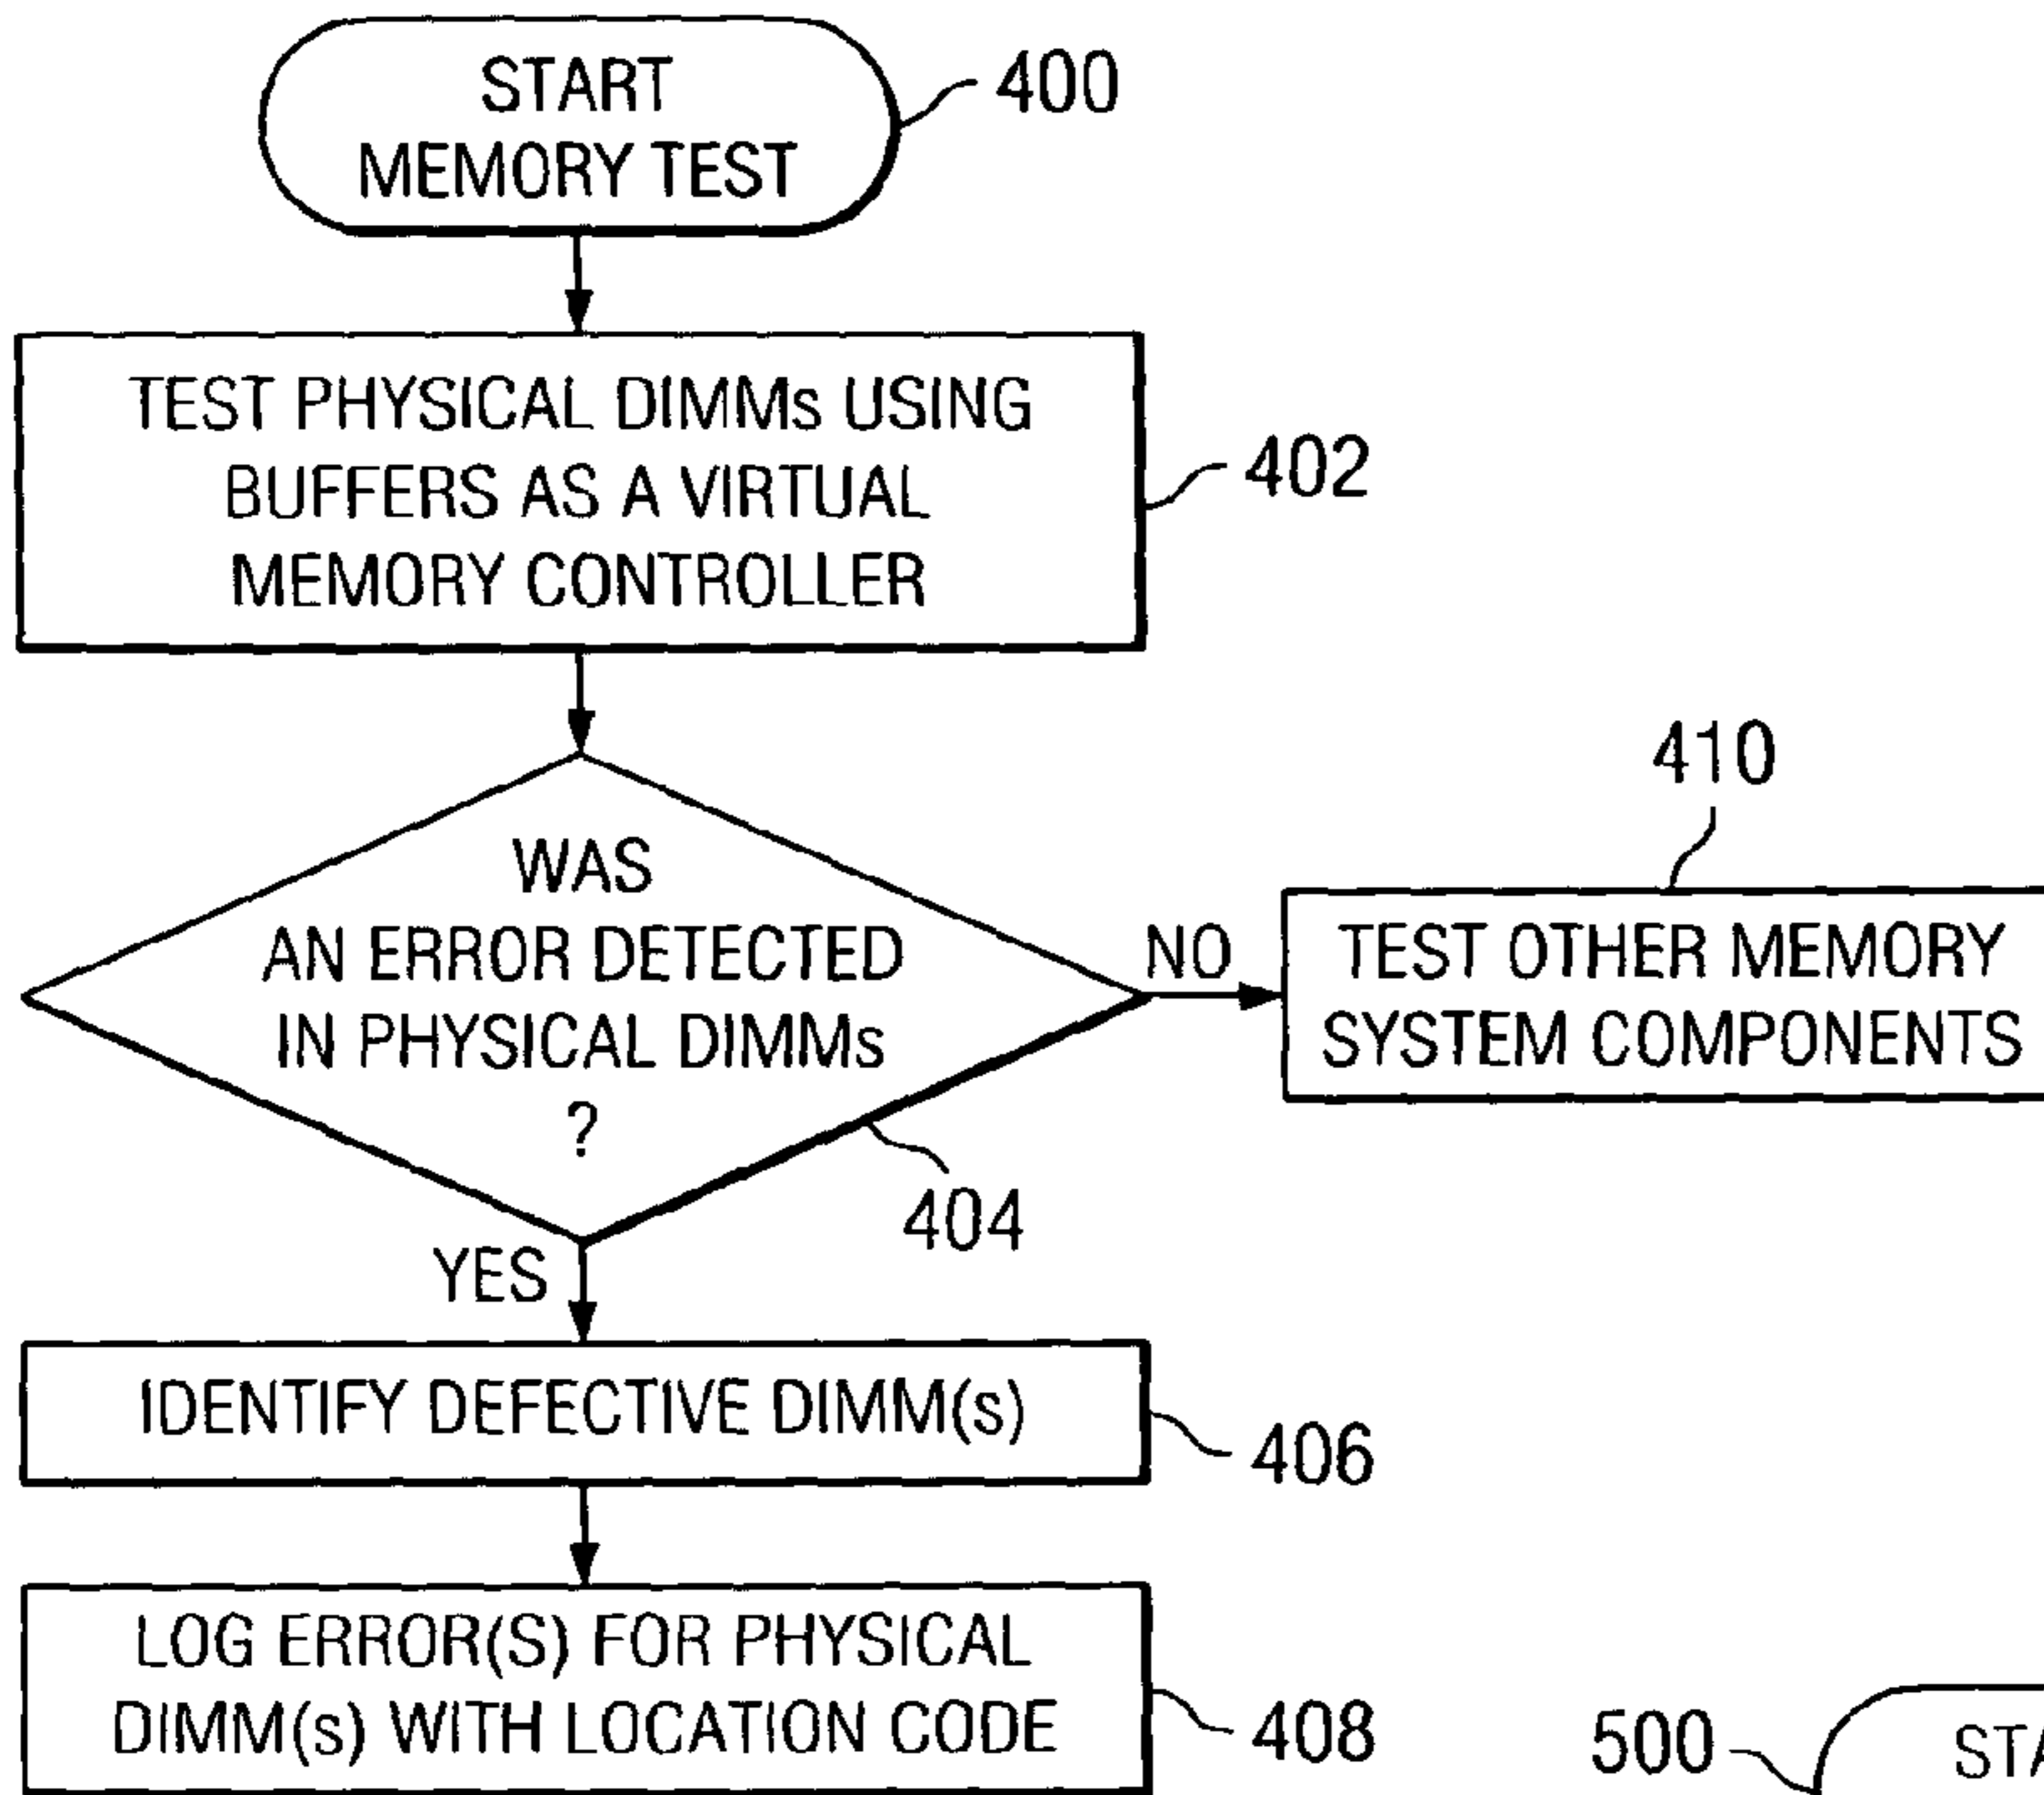 START
MEMORY TEST
400
TEST PHYSICAL DIMMs USING
BUFFERS AS A VIRTUAL
MEMORY CONTROLLER
402
WAS
AN ERROR DETECTED
IN PHYSICAL DIMMs
?
404
NO
410
TEST OTHER MEMORY
SYSTEM COMPONENTS
YES
IDENTIFY DEFECTIVE DIMM(s)
406
LOG ERROR(S) FOR PHYSICAL
DIMM(s) WITH LOCATION CODE
408
500